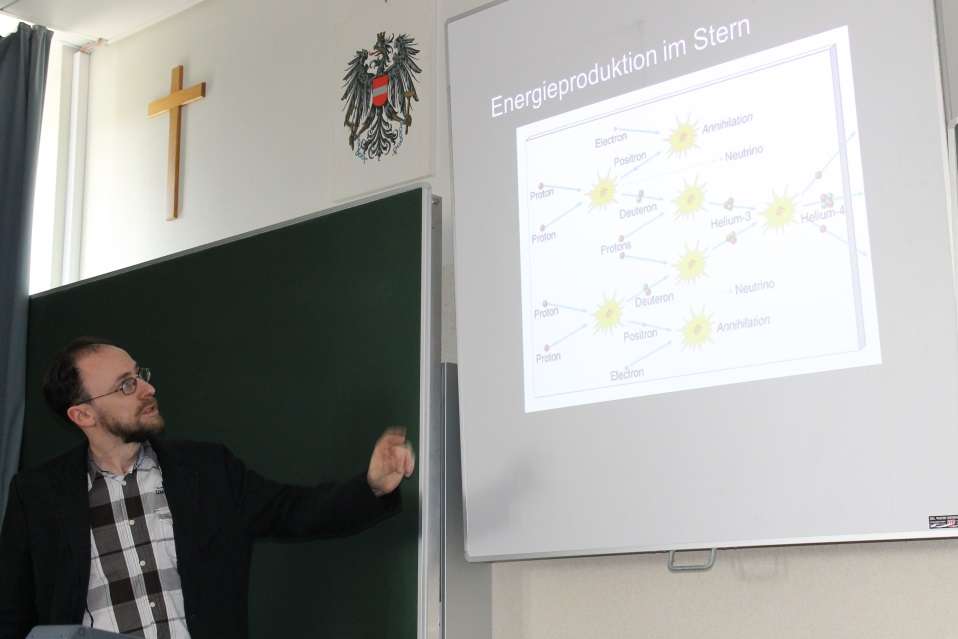 Energieproduktion im Stern
Electron
Annihilation
Positron
Neutrino
Proton
Deuteron
Proton
Helium-3
Helium-4
Protons
Proton
Deuteron
Neutrino
Proton
Positron
Annihilation
Electron